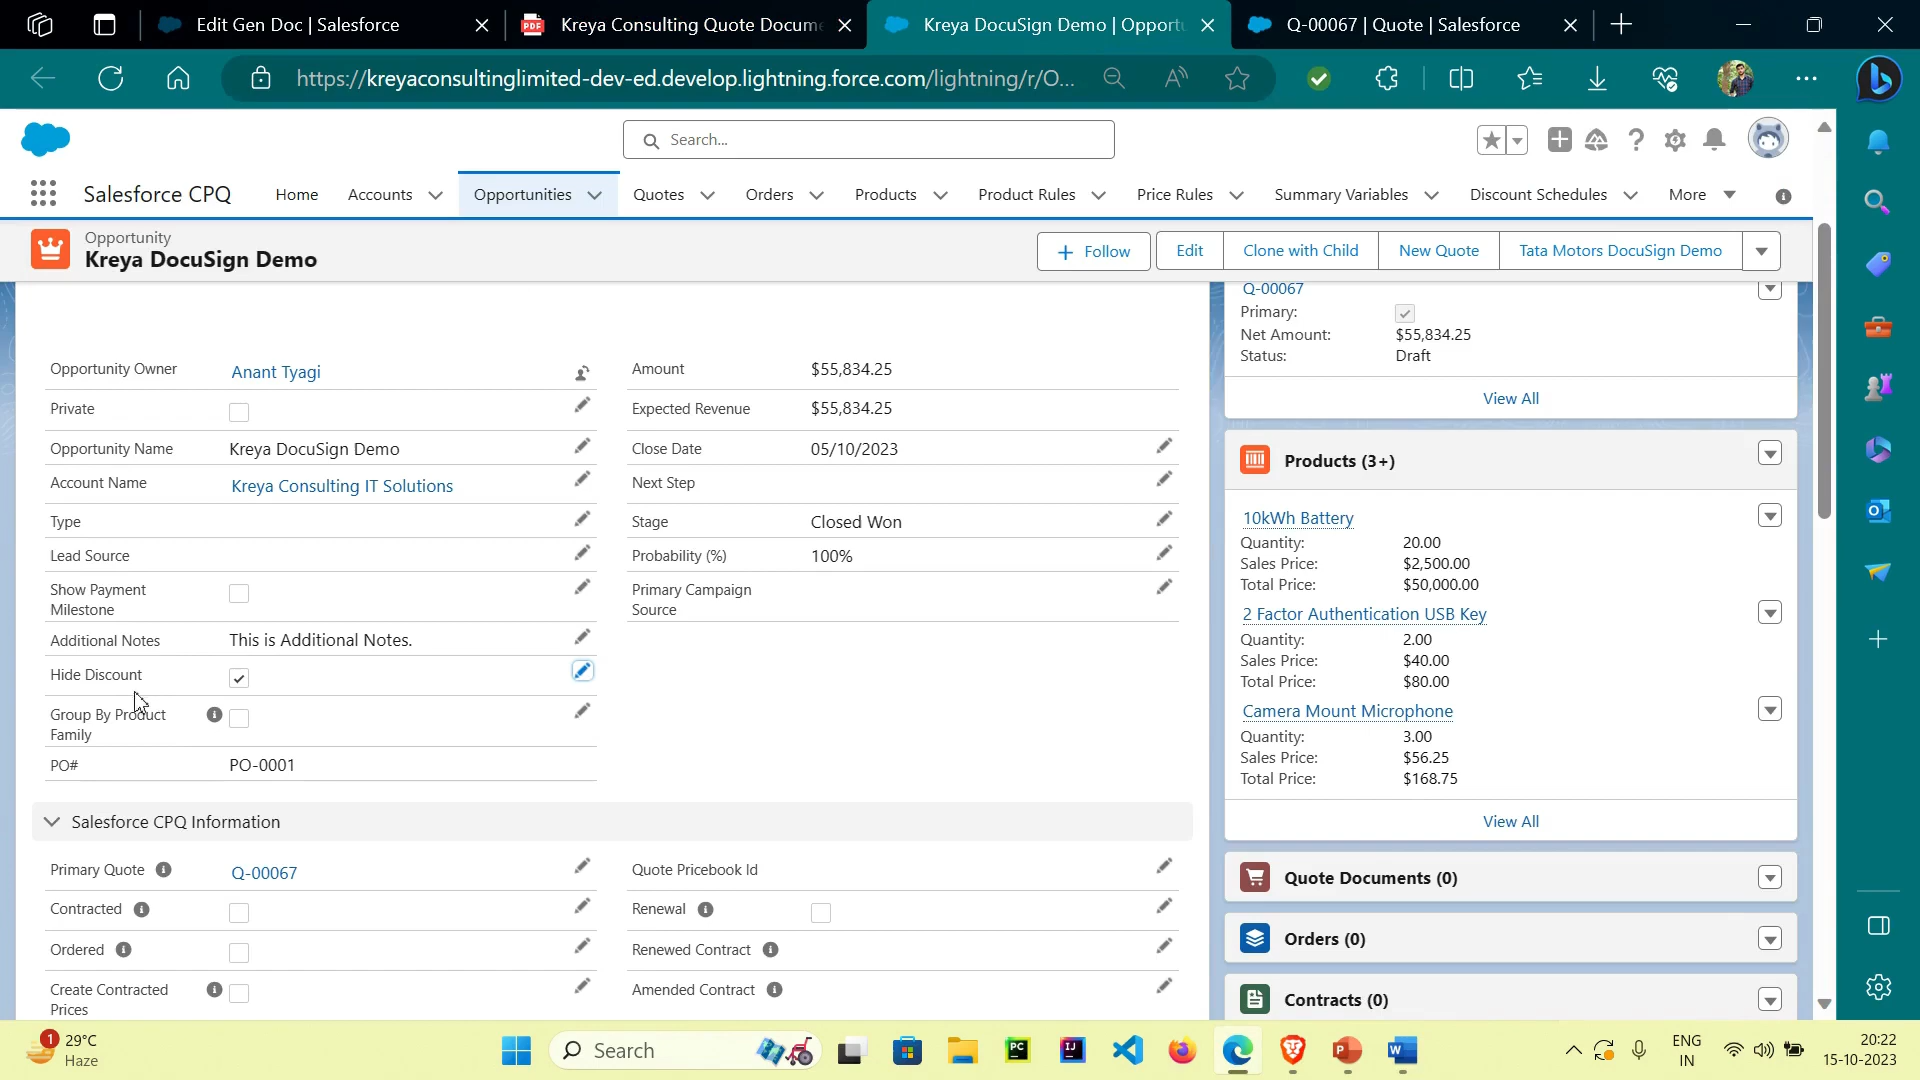 Edit Gen Doc | Salesforce
Kreya Consulting Quote Docume
Kreya DocuSign Demo | Opportu
Q-00067 | Quote | Salesforce
https://kreyaconsultinglimited-dev-ed.develop.lightning.force.com/lightning/r/O...
Search...
Salesforce CPQ
Home
Accounts
Opportunities
Quotes
Orders
Products
Product Rules
Price Rules
Summary Variables
Discount Schedules
More
Opportunity
Kreya DocuSign Demo
Follow
Edit
Clone with Child
New Quote
Tata Motors DocuSign Demo
Opportunity Owner Anant Tyagi
Private
Opportunity Name Kreya DocuSign Demo
Account Name Kreya Consulting IT Solutions
Type
Lead Source
Show Payment
Milestone
Additional Notes This is Additional Notes.
Hide Discount
Group By Product
Family
PO# PO-0001
Amount $55,834.25
Expected Revenue $55,834.25
Close Date 05/10/2023
Next Step
Stage Closed Won
Probability (%) 100%
Primary Campaign
Source
Salesforce CPQ Information
Primary Quote Q-00067
Contracted
Ordered
Create Contracted
Prices
Quote Pricebook Id
Renewal
Renewed Contract
Amended Contract
Q-00067
Primary:
Net Amount: $55,834.25
Status: Draft
View All
Products (3+)
10kWh Battery
Quantity: 20.00
Sales Price: $2,500.00
Total Price: $50,000.00
2 Factor Authentication USB Key
Quantity: 2.00
Sales Price: $40.00
Total Price: $80.00
Camera Mount Microphone
Quantity: 3.00
Sales Price: $56.25
Total Price: $168.75
View All
Quote Documents (0)
Orders (0)
Contracts (0)
1
29°C
Haze
Search
ENG
IN
20:22
15-10-2023